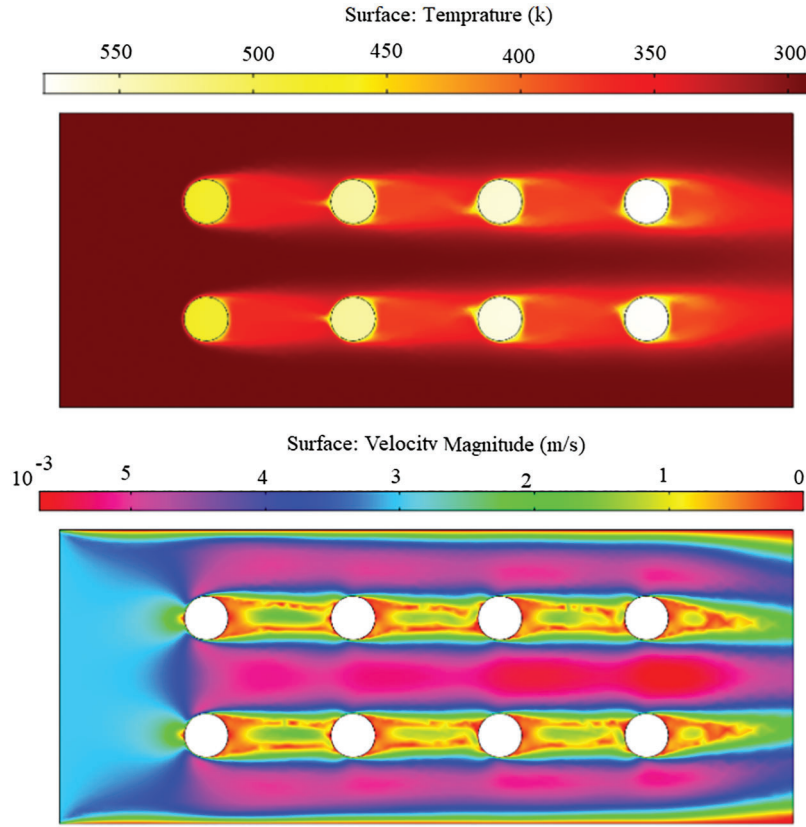 Surface: Temprature (k)
550 500 450 400 350 300
Surface: Velocity Magnitude (m/s)
10-3 5 4 3 2 1 0